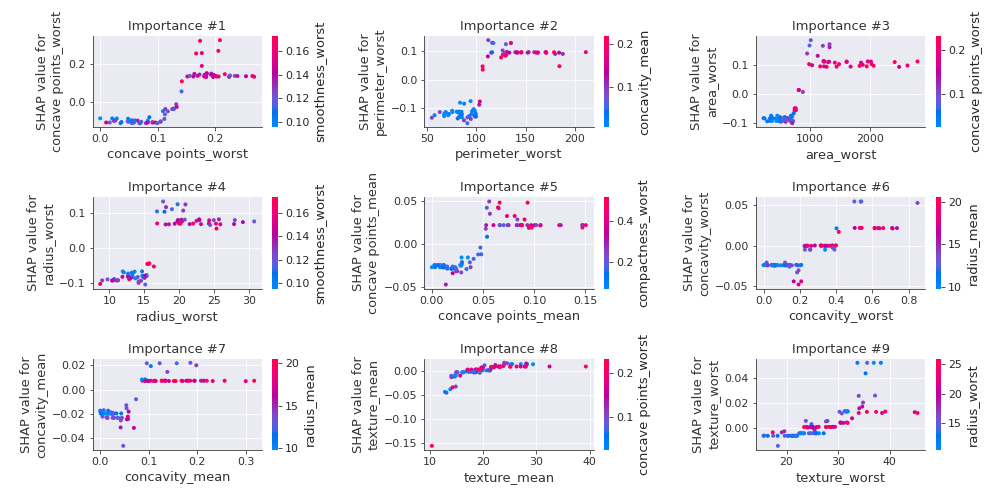 Importance #1
Importance #2
Importance #3
SHAP value for
concave points_worst
0.2
0.0
0.0
0.1
0.2
concave points_worst
0.16
0.14
0.12
0.10
smoothness_worst
SHAP value for
perimeter_worst
0.1
0.0
−0.1
50
100
150
200
perimeter_worst
0.2
0.1
concavity_mean
SHAP value for
area_worst
0.1
0.0
−0.1
1000
2000
area_worst
0.2
0.1
concave points_worst
Importance #4
Importance #5
Importance #6
SHAP value for
radius_worst
0.1
0.0
−0.1
10
15
20
25
30
radius_worst
0.16
0.14
0.12
0.10
smoothness_worst
SHAP value for
concave points_mean
0.05
0.00
−0.05
0.00
0.05
0.10
0.15
concave points_mean
0.4
0.2
compactness_worst
SHAP value for
concavity_worst
0.05
0.00
−0.05
0.0
0.2
0.4
0.6
0.8
concavity_worst
20
15
10
radius_mean
Importance #7
Importance #8
Importance #9
SHAP value for
concavity_mean
0.02
0.00
−0.02
−0.04
0.0
0.1
0.2
0.3
concavity_mean
20
15
10
radius_mean
SHAP value for
texture_mean
0.00
−0.05
−0.10
−0.15
10
20
30
40
texture_mean
0.2
0.1
concave points_worst
SHAP value for
texture_worst
0.04
0.02
0.00
20
30
40
texture_worst
25
20
15
radius_worst